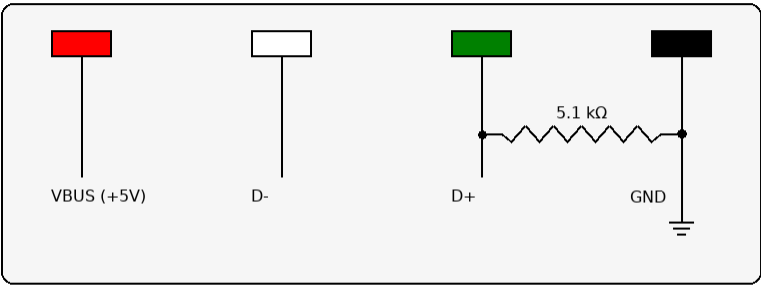 5.1 kΩ
VBUS (+5V)
D-
D+
GND